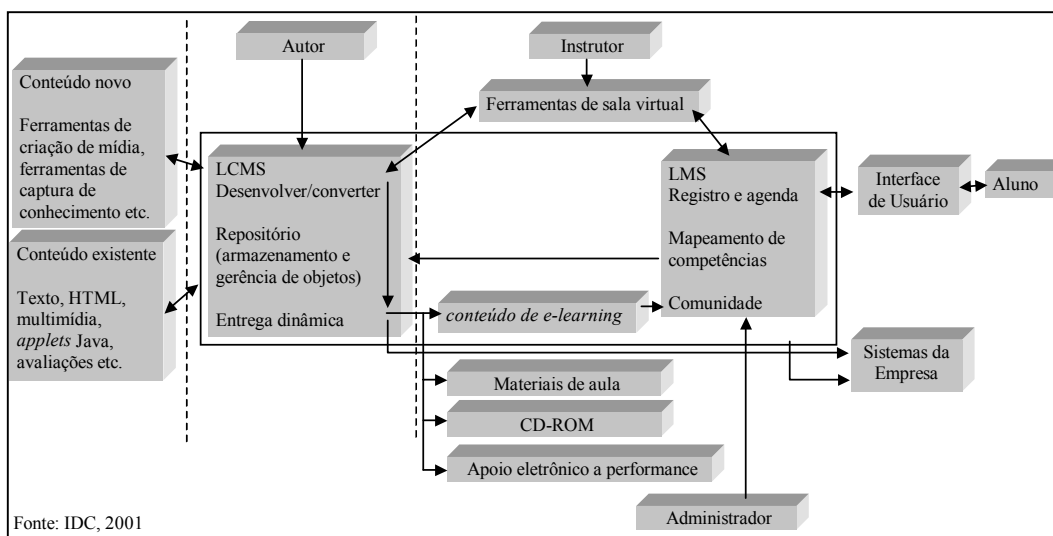 Autor
Instrutor
Conteúdo novo
Ferramentas de
criação de mídia,
ferramentas de
captura de
conhecimento etc.
Conteúdo existente
Texto, HTML,
multimídia,
applets Java,
avaliações etc.
Ferramentas de sala virtual
LCMS
Desenvolver/converter
Repositório
(armazenamento e
gerência de objetos)
Entrega dinâmica
conteúdo de e-learning
LMS
Registro e agenda
Mapeamento de
competências
Comunidade
Interface
de Usuário
Aluno
Sistemas da
Empresa
Materiais de aula
CD-ROM
Apoio eletrônico a performance
Administrador
Fonte: IDC, 2001